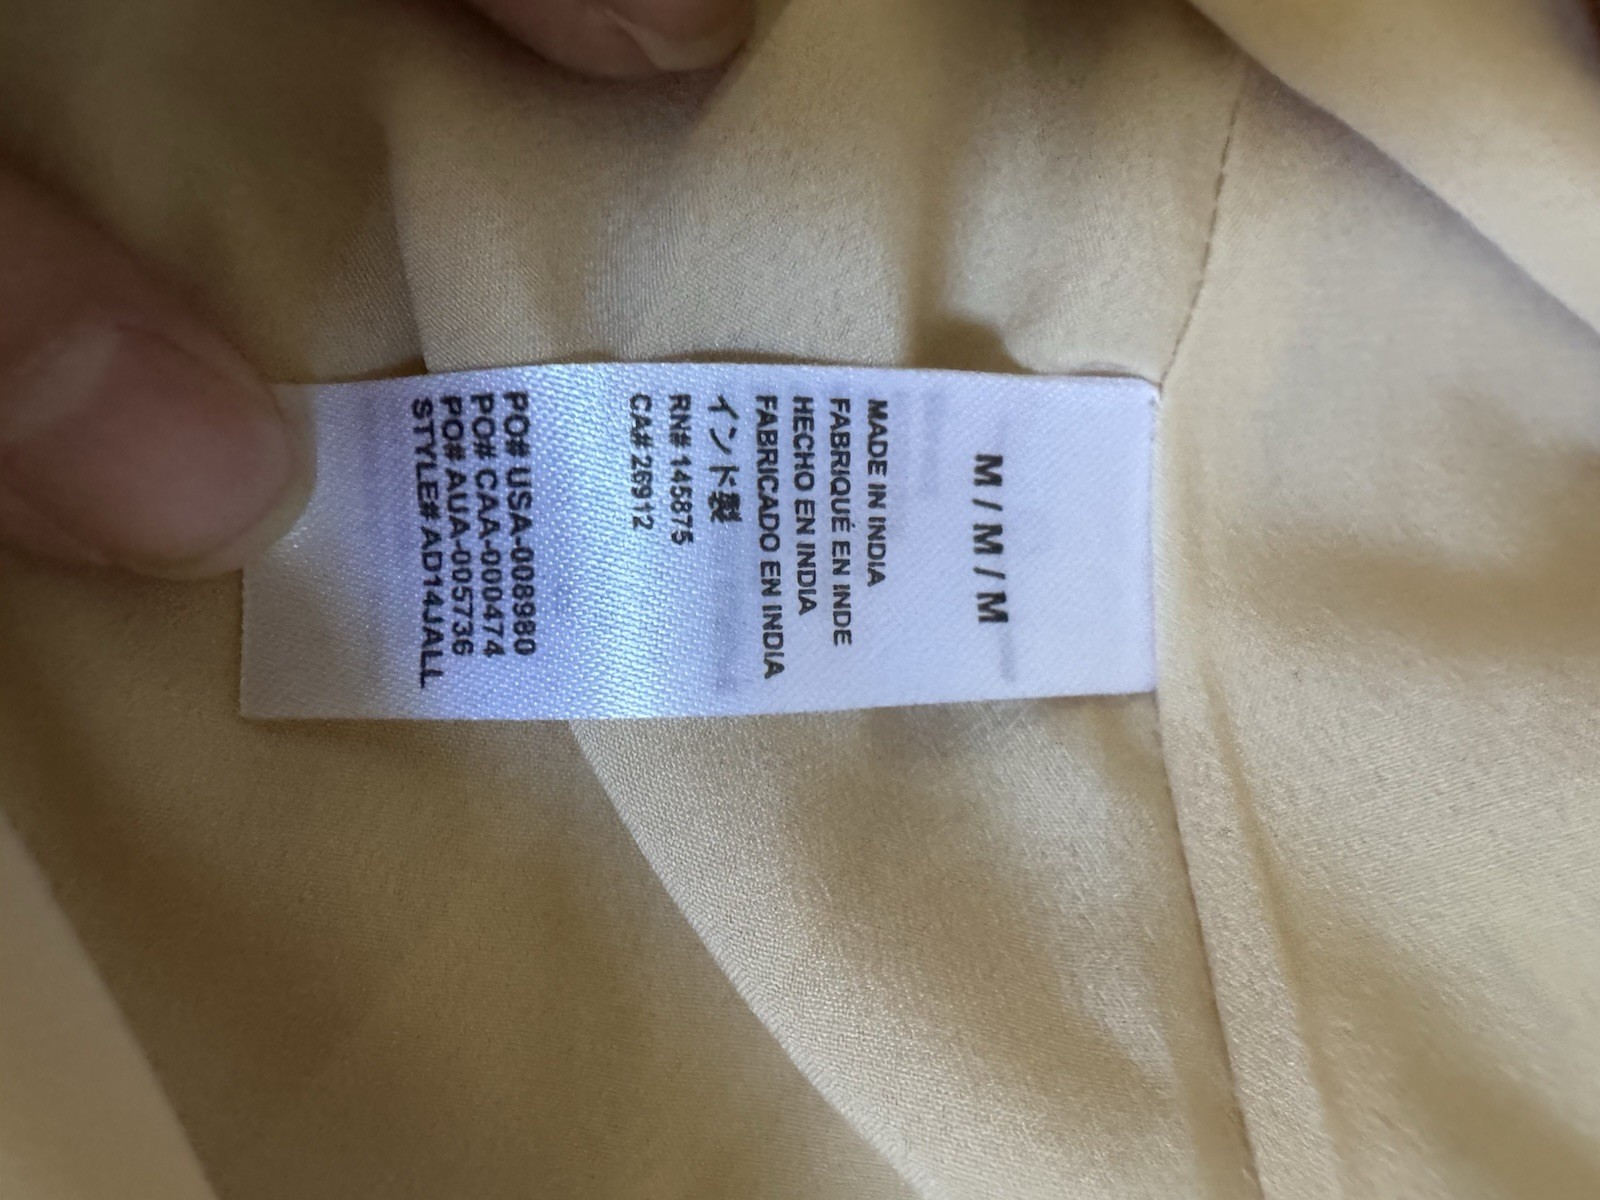 M / M / M
MADE IN INDIA
FABRIQUÉ EN INDE
HECHO EN INDIA
FABRICADO EN INDIA
インド製
RN# 145875
CA# 26912
PO# USA-008980
PO# CAA-000474
PO# AUA-005736
STYLE# AD14JALL